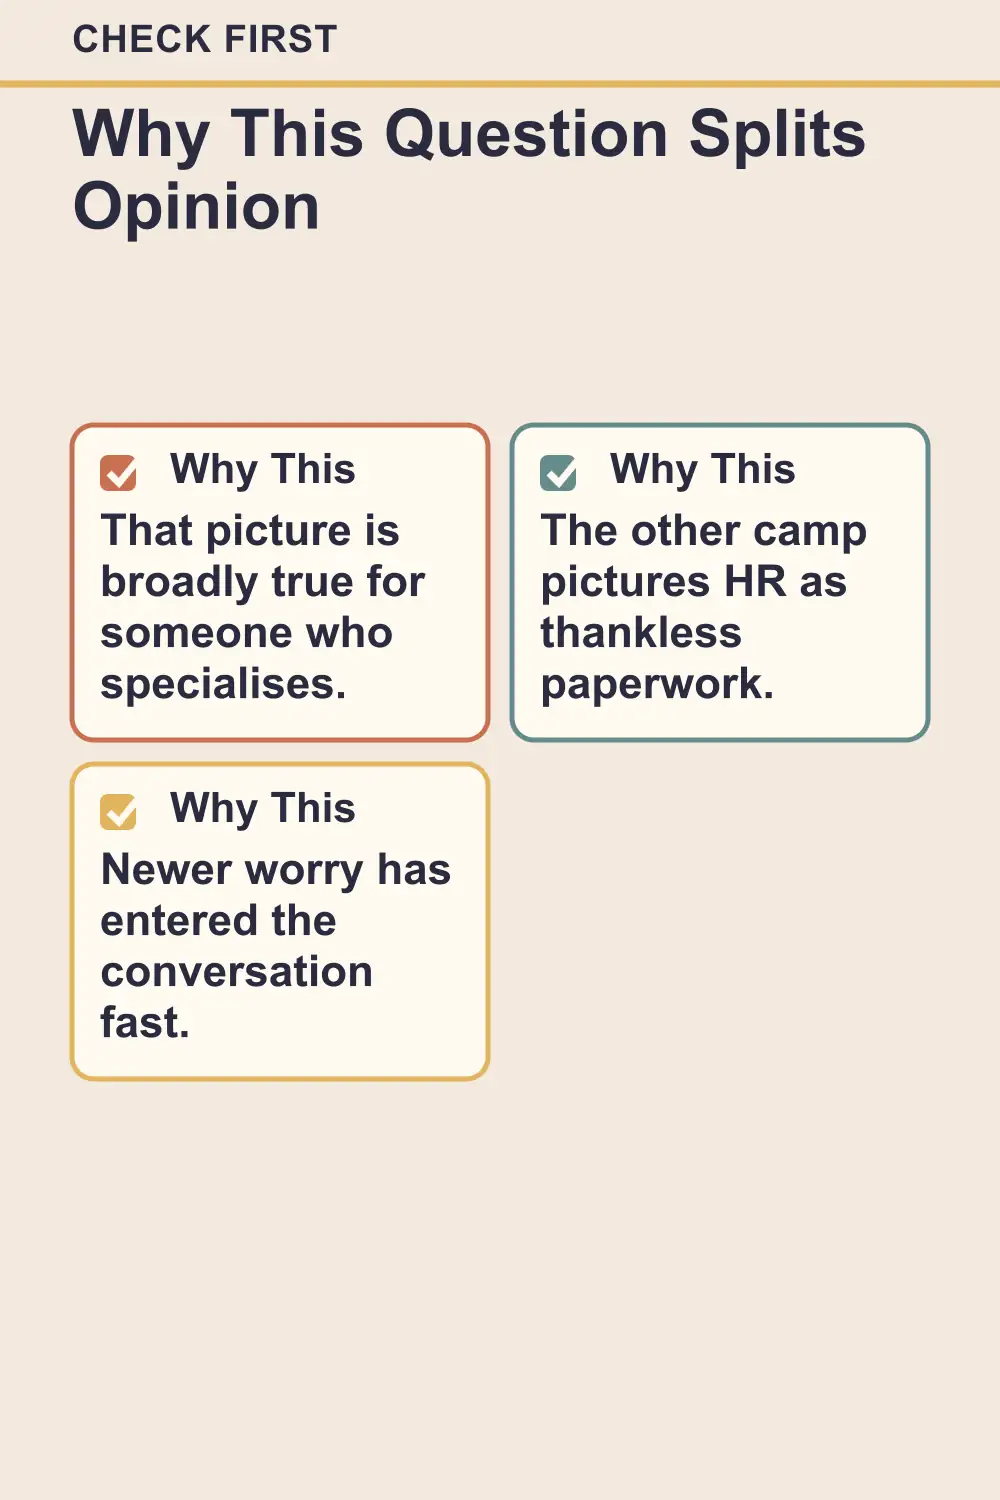 CHECK FIRST
Why This Question Splits
Opinion
Why This
That picture is
broadly true for
someone who
specialises.
Why This
The other camp
pictures HR as
thankless
paperwork.
Why This
Newer worry has
entered the
conversation
fast.